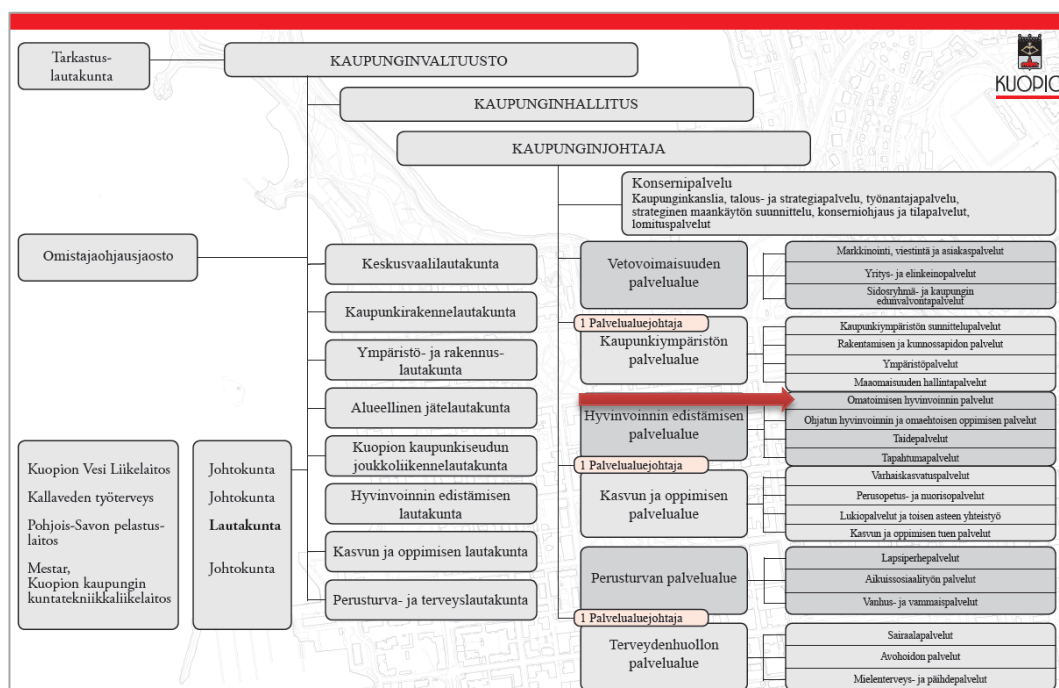 Tarkastus-
lautakunta
KAUPUNGINVALTUUSTO
KUOPIO
KAUPUNGINHALLITUS
KAUPUNGINJOHTAJA
Konsernipalvelu
Kaupunkanslia, talous- ja strategiapalvelu, työnantajapalvelu,
strateginen maankäytön suunnittelu, konserniohjaus ja tilapalvelut,
lomituspalvelut
Omistajaohjausjaosto
Keskusvaalilautakunta
Kaupunkirakennelautakunta
Ympäristö- ja rakennus-
lautakunta
Alueellinen jätelautakunta
Kuopion kaupunkiseudun
joukkoliikennelautakunta
Hyvinvoinnin edistämisen
lautakunta
Kasvun ja oppimisen lautakunta
Perusturva- ja terveyslautakunta
Kuopion Vesi Liikelaitos
Johtokunta
Kallaveden työterveys
Johtokunta
Pohjois-Savon pelastus-
laitos
Lautakunta
Mestar,
Kuopion kaupungin
kuntatekniikkaliikelaitos
Johtokunta
Vetovoimaisuuden
palvelualue
Markkinointi, viestintä ja asiakaspalvelut
Yritys- ja elinkeinopalvelut
Sidosryhmä- ja kaupungin
edunvalvontapalvelut
1 Palvelualuejohtaja
Kaupunkiympäristön
palvelualue
Kaupunkiympäristön sunnittelupalvelut
Rakentamisen ja kunnossapidon palvelut
Ympäristöpalvelut
Maaomaisuuden hallintapalvelut
Hyvinvoinnin edistämisen
palvelualue
Omatoimisen hyvinvoinnin palvelut
Ohjatun hyvinvoinnin ja omaehtoisen oppimisen palvelut
Taidepalvelut
Tapahtumapalvelut
1 Palvelualuejohtaja
Kasvun ja oppimisen
palvelualue
Varhaiskasvatuspalvelut
Perusopetus- ja nuorisopalvelut
Lukiopalvelut ja toisen asteen yhteistyö
Kasvun ja oppimisen tuen palvelut
Perusturvan palvelualue
Lapsiperhepalvelut
Aikuissosiaalityön palvelut
Vanhus- ja vammaispalvelut
1 Palvelualuejohtaja
Terveydenhuollon
palvelualue
Sairaalapalvelut
Avohoidon palvelut
Mielenterveys- ja päihdepalvelut